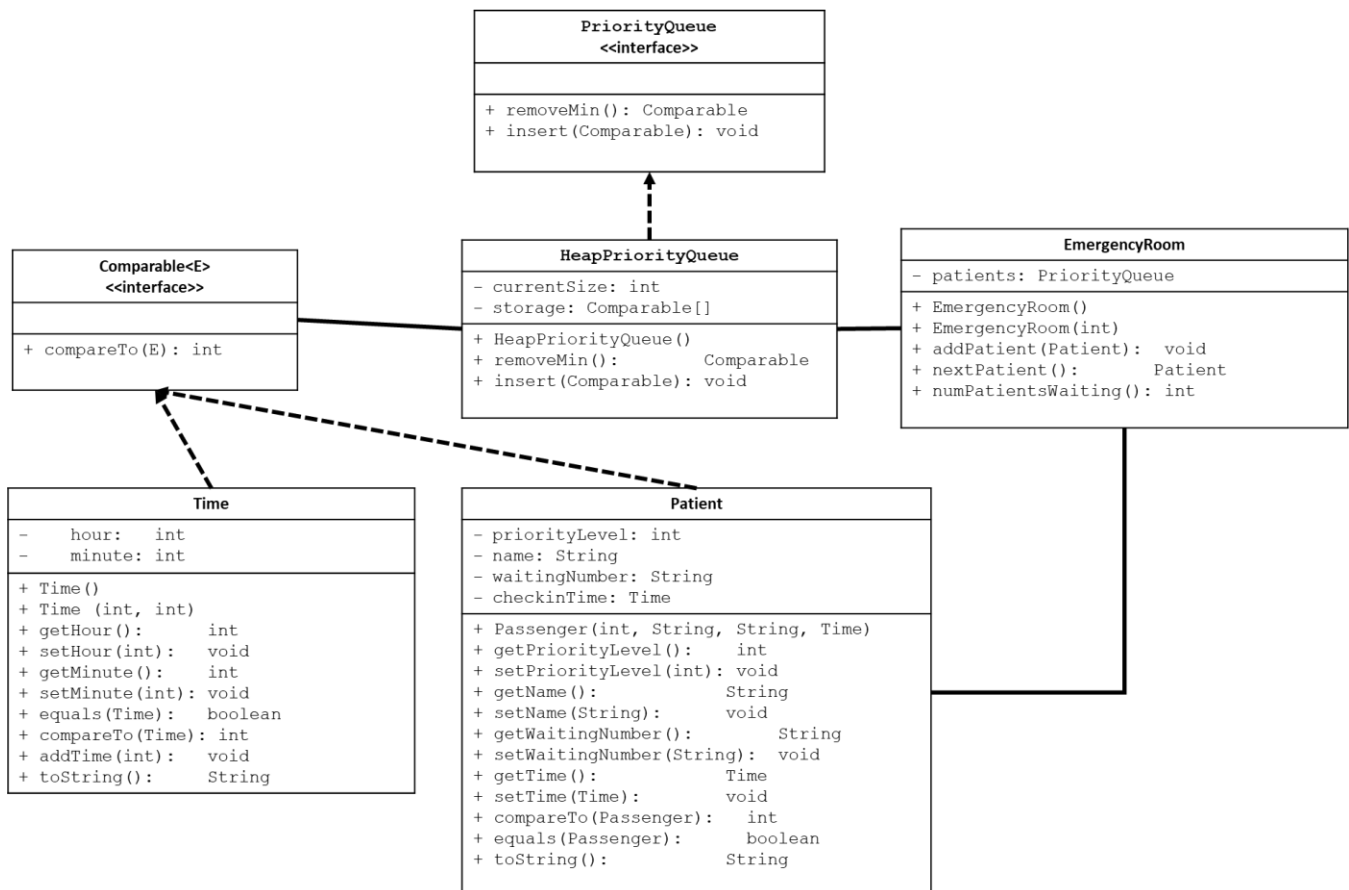 PriorityQueue
<<interface>>
+ removeMin(): Comparable
+ insert(Comparable): void
Comparable<E>
<<interface>>
+ compareTo(E): int
HeapPriorityQueue
- currentSize: int
- storage: Comparable[]
+ HeapPriorityQueue()
+ removeMin(): Comparable
+ insert(Comparable): void
EmergencyRoom
- patients: PriorityQueue
+ EmergencyRoom()
+ EmergencyRoom(int)
+ addPatient(Patient): void
+ nextPatient(): Patient
+ numPatientsWaiting(): int
Time
- hour: int
- minute: int
+ Time()
+ Time (int, int)
+ getHour(): int
+ setHour(int): void
+ getMinute(): int
+ setMinute(int): void
+ equals(Time): boolean
+ compareTo(Time): int
+ addTime(int): void
+ toString(): String
Patient
- priorityLevel: int
- name: String
- waitingNumber: String
- checkinTime: Time
+ Passenger(int, String, String, Time)
+ getPriorityLevel(): int
+ setPriorityLevel(int): void
+ getName(): String
+ setName(String): void
+ getWaitingNumber(): String
+ setWaitingNumber(String): void
+ getTime(): Time
+ setTime(Time): void
+ compareTo(Passenger): int
+ equals(Passenger): boolean
+ toString(): String